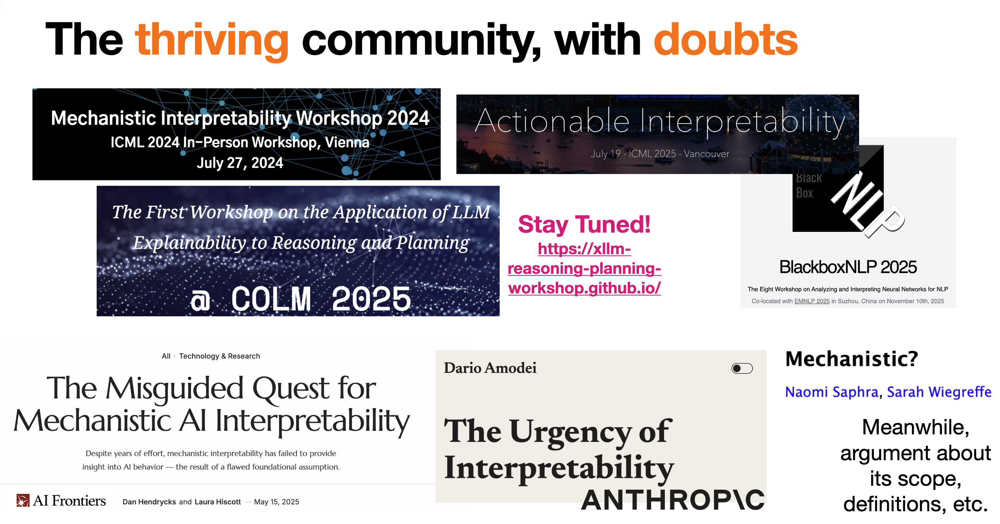 The thriving community, with doubts
Mechanistic Interpretability Workshop 2024
ICML 2024 In-Person Workshop, Vienna
July 27, 2024
Actionable Interpretability
July 19 - ICML 2025 - Vancouver
The First Workshop on the Application of LLM
Explainability to Reasoning and Planning
@ COLM 2025
Stay Tuned!
https://xllm-
reasoning-planning-
workshop.github.io/
Black
Box
NLP
BlackboxNLP 2025
The Eight Workshop on Analyzing and Interpreting Neural Networks for NLP
Co-located with EMNLP 2025 in Suzhou, China on November 10th, 2025
All › Technology & Research
The Misguided Quest for
Mechanistic AI Interpretability
Despite years of effort, mechanistic interpretability has failed to provide
insight into AI behavior — the result of a flawed foundational assumption.
AI Frontiers
Dan Hendrycks and Laura Hiscott — May 15, 2025
Dario Amodei
The Urgency of
Interpretability
ANTHROP\C
Mechanistic?
Naomi Saphra, Sarah Wiegreffe
Meanwhile,
argument about
its scope,
definitions, etc.